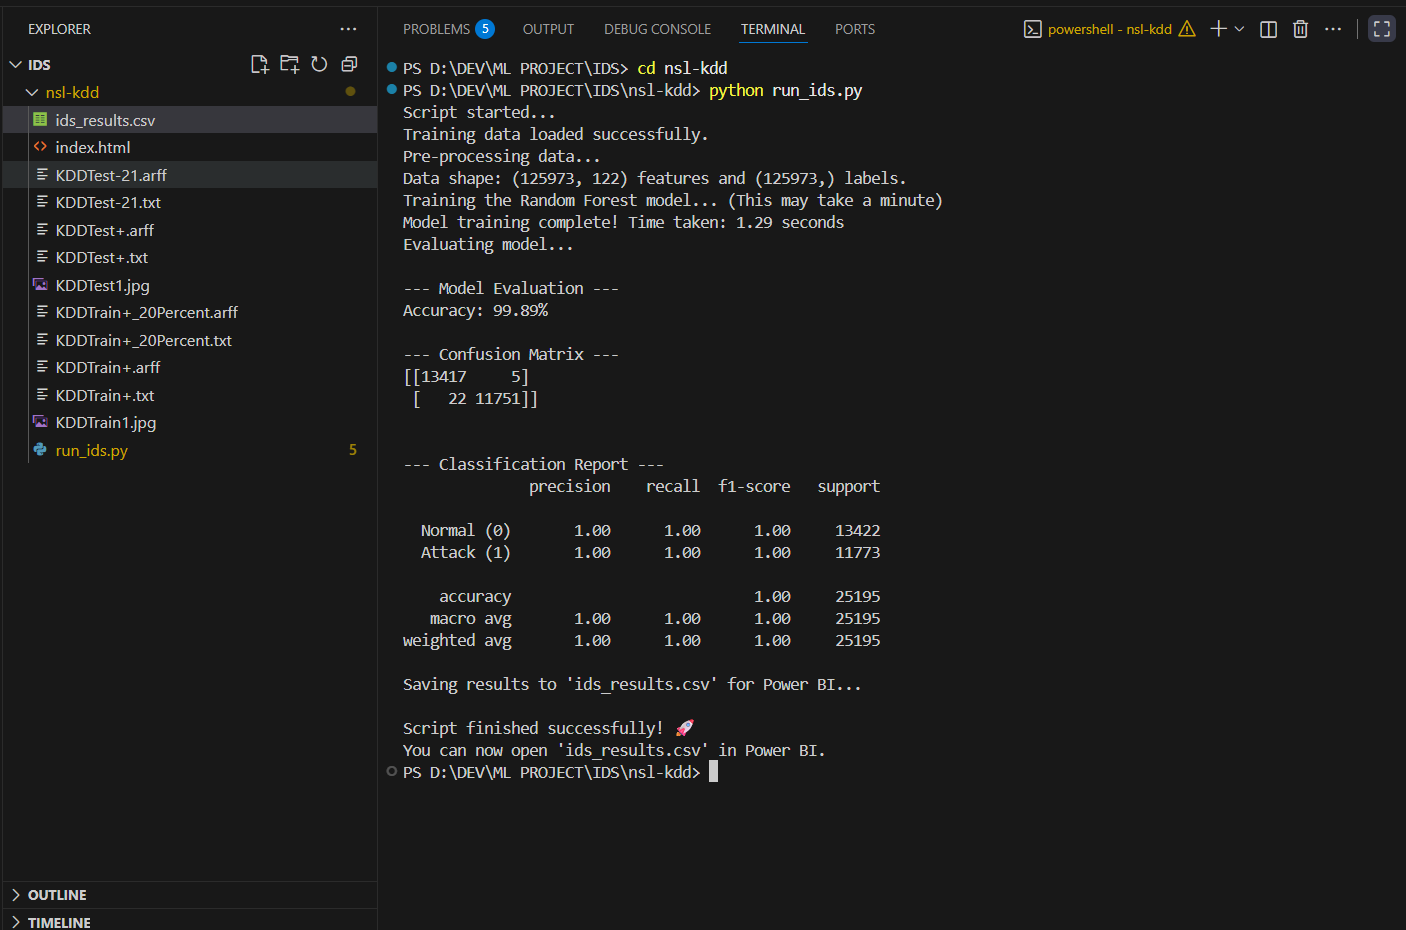 EXPLORER
IDS
nsl-kdd
ids_results.csv
index.html
KDDTest-21.arff
KDDTest-21.txt
KDDTest+.arff
KDDTest+.txt
KDDTest1.jpg
KDDTrain+_20Percent.arff
KDDTrain+_20Percent.txt
KDDTrain+.arff
KDDTrain+.txt
KDDTrain1.jpg
run_ids.py 5
OUTLINE
TIMELINE
PROBLEMS 5 OUTPUT DEBUG CONSOLE TERMINAL PORTS powershell - nsl-kdd
PS D:\DEV\ML PROJECT\IDS> cd nsl-kdd
PS D:\DEV\ML PROJECT\IDS\nsl-kdd> python run_ids.py
Script started...
Training data loaded successfully.
Pre-processing data...
Data shape: (125973, 122) features and (125973,) labels.
Training the Random Forest model... (This may take a minute)
Model training complete! Time taken: 1.29 seconds
Evaluating model...
--- Model Evaluation ---
Accuracy: 99.89%
--- Confusion Matrix ---
[[13417     5]
 [   22 11751]]
--- Classification Report ---
              precision    recall  f1-score   support
  Normal (0)       1.00      1.00      1.00     13422
  Attack (1)       1.00      1.00      1.00     11773
    accuracy                           1.00     25195
   macro avg       1.00      1.00      1.00     25195
weighted avg       1.00      1.00      1.00     25195
Saving results to 'ids_results.csv' for Power BI...
Script finished successfully! 🚀
You can now open 'ids_results.csv' in Power BI.
PS D:\DEV\ML PROJECT\IDS\nsl-kdd>